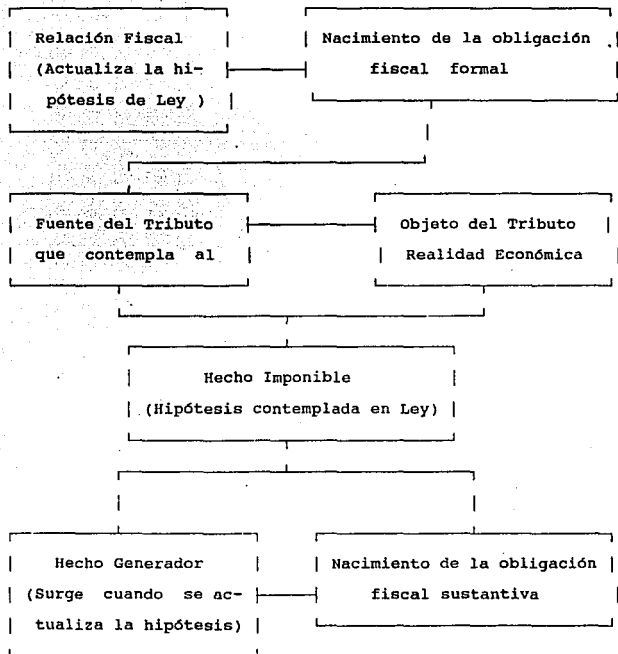 Relación Fiscal
(Actualiza la hi-
pótesis de Ley )
Nacimiento de la obligación
fiscal formal
Fuente del Tributo
que contempla al
Objeto del Tributo
Realidad Económica
Hecho Imponible
(Hipótesis contemplada en Ley)
Hecho Generador
(Surge cuando se ac-
tualiza la hipótesis)
Nacimiento de la obligación
fiscal sustantiva